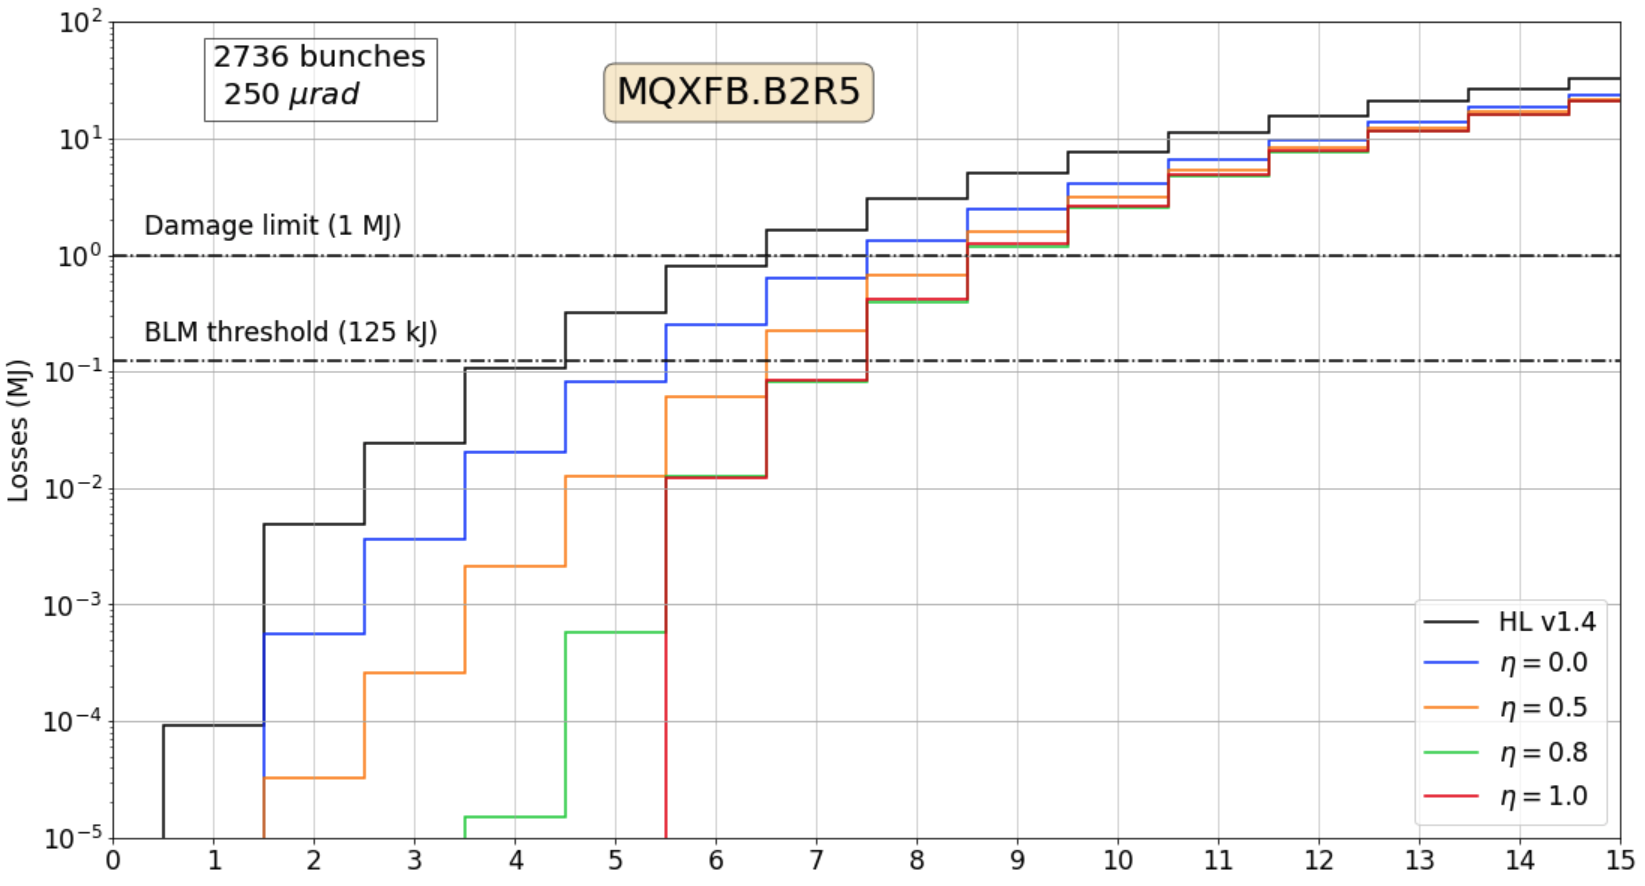 10²
2736 bunches
250 μrad
MQXFB.B2R5
10¹
Damage limit (1 MJ)
10⁰
BLM threshold (125 kJ)
10⁻¹
Losses (MJ)
10⁻²
10⁻³
HL v1.4
η = 0.0
10⁻⁴
η = 0.5
η = 0.8
η = 1.0
10⁻⁵
0 1 2 3 4 5 6 7 8 9 10 11 12 13 14 15